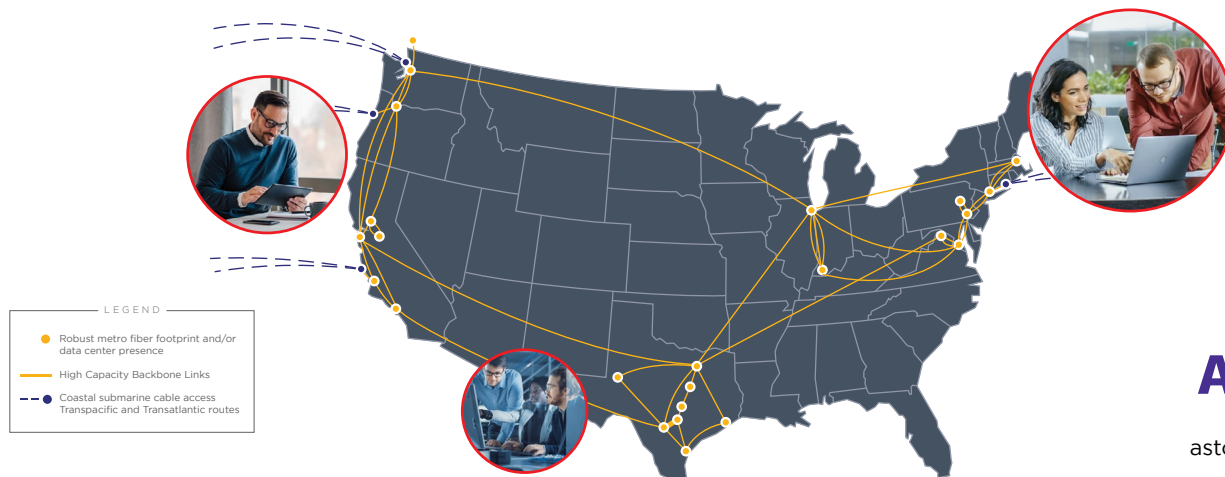 LEGEND
Robust metro fiber footprint and/or
data center presence
High Capacity Backbone Links
Coastal submarine cable access
Transpacific and Transatlantic routes
A
asto